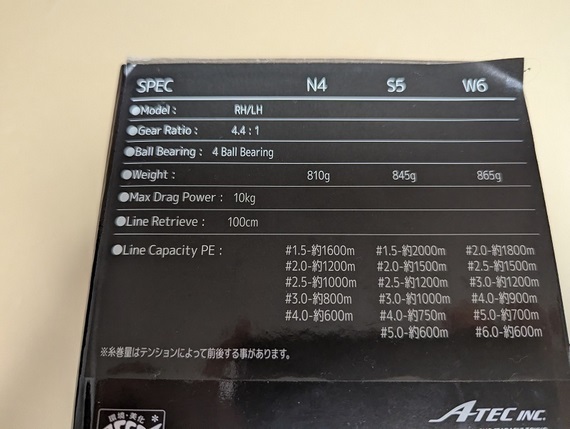 SPEC N4 S5 W6
●Model: RH/LH
●Gear Ratio: 4.4:1
●Ball Bearing: 4 Ball Bearing
●Weight: 810g 845g 865g
●Max Drag Power: 10kg
●Line Retrieve: 100cm
●Line Capacity PE: #1.5-約1600m #1.5-約2000m #2.0-約1800m
#2.0-約1200m #2.0-約1500m #2.5-約1500m
#2.5-約1000m #2.5-約1200m #3.0-約1200m
#3.0-約800m #3.0-約1000m #4.0-約900m
#4.0-約600m #4.0-約750m #5.0-約700m
#5.0-約600m #6.0-約600m
※糸巻量はテンションによって前後する事があります。
環境・美化
A-TEC INC.